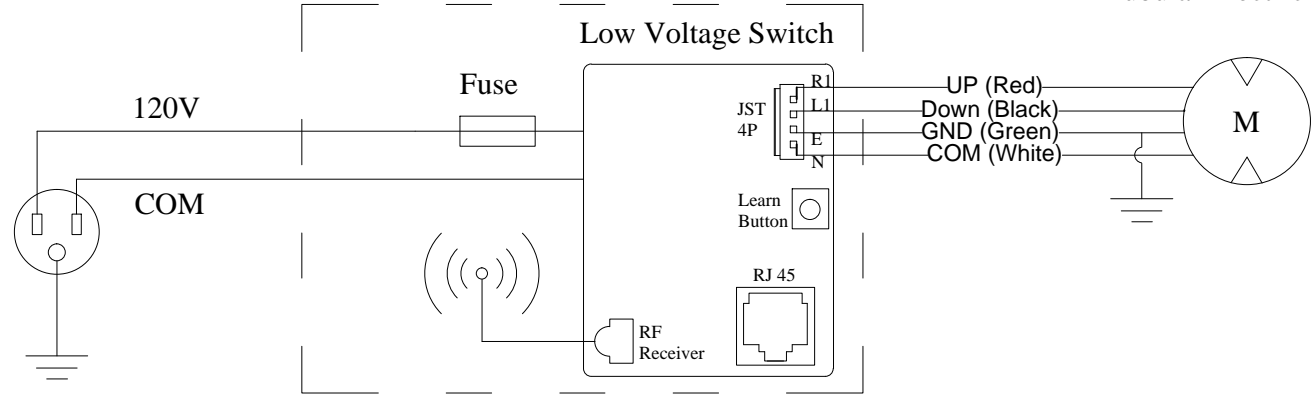 Low Voltage Switch
Fuse
120V
COM
JST
4P
R1
L1
E
N
UP (Red)
Down (Black)
GND (Green)
COM (White)
M
Learn
Button
RJ 45
RF
Receiver